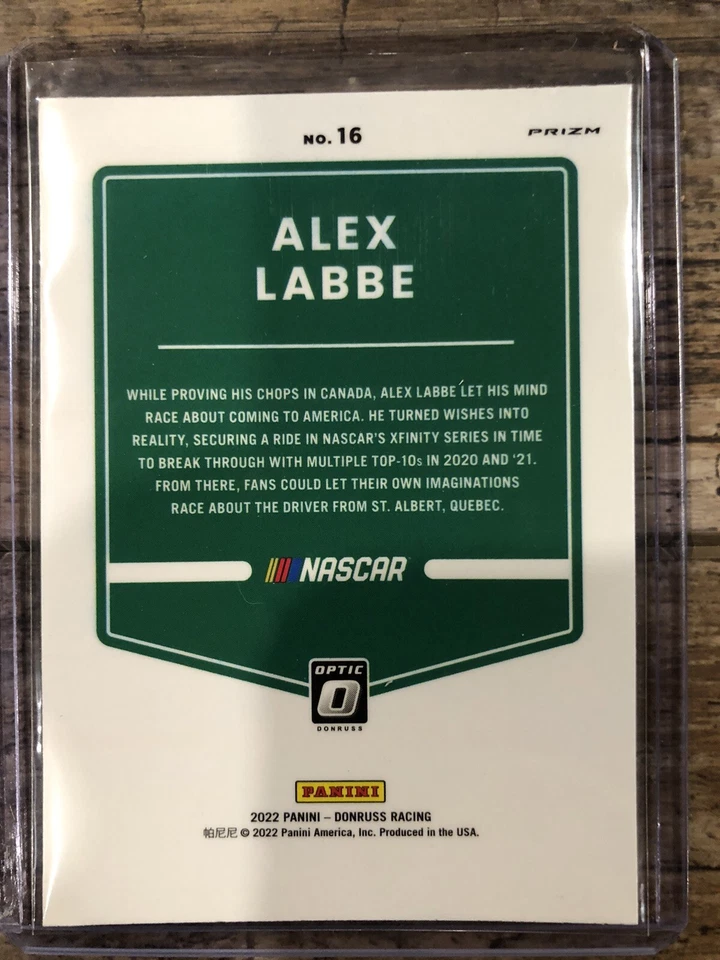 NO. 16
PRIZM
ALEX
LABBE
WHILE PROVING HIS CHOPS IN CANADA, ALEX LABBE LET HIS MIND
RACE ABOUT COMING TO AMERICA. HE TURNED WISHES INTO
REALITY, SECURING A RIDE IN NASCAR'S XFINITY SERIES IN TIME
TO BREAK THROUGH WITH MULTIPLE TOP-10s IN 2020 AND '21.
FROM THERE, FANS COULD LET THEIR OWN IMAGINATIONS
RACE ABOUT THE DRIVER FROM ST. ALBERT, QUEBEC.
NASCAR
OPTIC
O
DONRUSS
PANINI
2022 PANINI – DONRUSS RACING
帕尼尼 © 2022 Panini America, Inc. Produced in the USA.